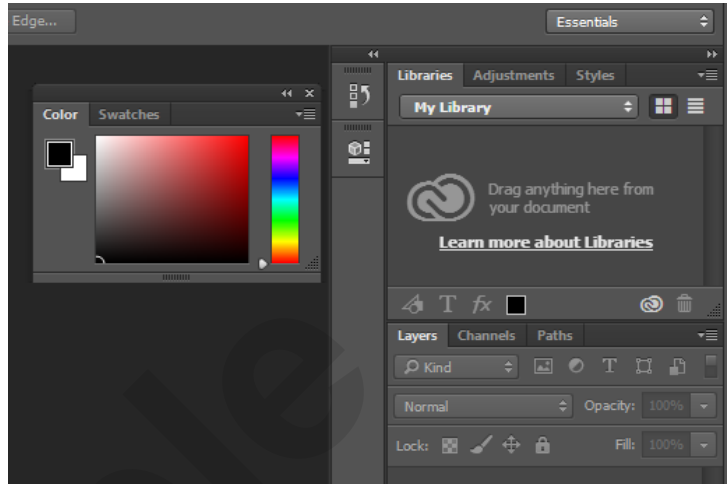 Edge...
Essentials
Color Swatches
Libraries Adjustments Styles
My Library
Drag anything here from
your document
Learn more about Libraries
T fx
Layers Channels Paths
Kind T
Normal Opacity: 100%
Lock: Fill: 100%